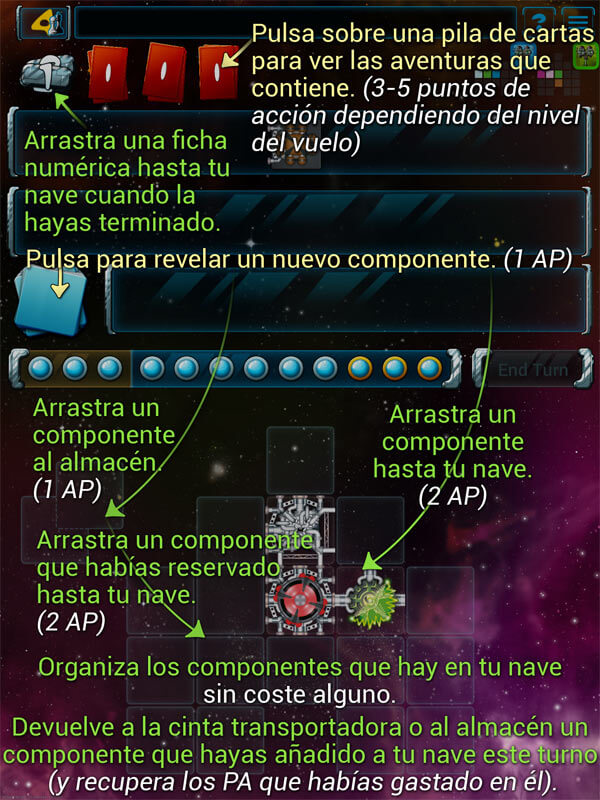 4
?
Pulsa sobre una pila de cartas
para ver las aventuras que
contiene. (3-5 puntos de
acción dependiendo del nivel
del vuelo)
Arrastra una ficha
numérica hasta tu
nave cuando la
hayas terminado.
Pulsa para revelar un nuevo componente. (1 AP)
End Turn
Arrastra un
componente
al almacén.
(1 AP)
Arrastra un
componente
hasta tu nave.
(2 AP)
Arrastra un componente
que habías reservado
hasta tu nave.
(2 AP)
Organiza los componentes que hay en tu nave
sin coste alguno.
Devuelve a la cinta transportadora o al almacén un
componente que hayas añadido a tu nave este turno
(y recupera los PA que habías gastado en él).